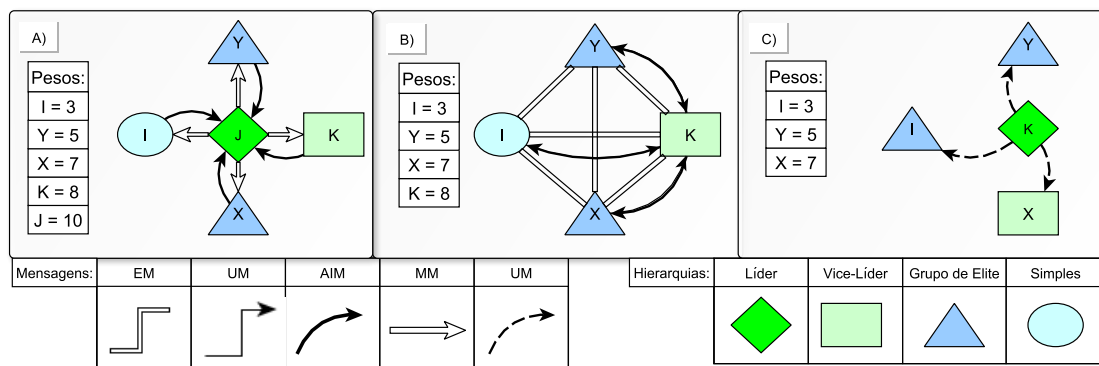 A)
Pesos:
I = 3
Y = 5
X = 7
K = 8
J = 10
Y
I
J
K
X
B)
Pesos:
I = 3
Y = 5
X = 7
K = 8
Y
I
K
X
C)
Pesos:
I = 3
Y = 5
X = 7
Y
I
K
X
Mensagens: EM UM AIM MM UM
Hierarquias: Líder Vice-Líder Grupo de Elite Simples